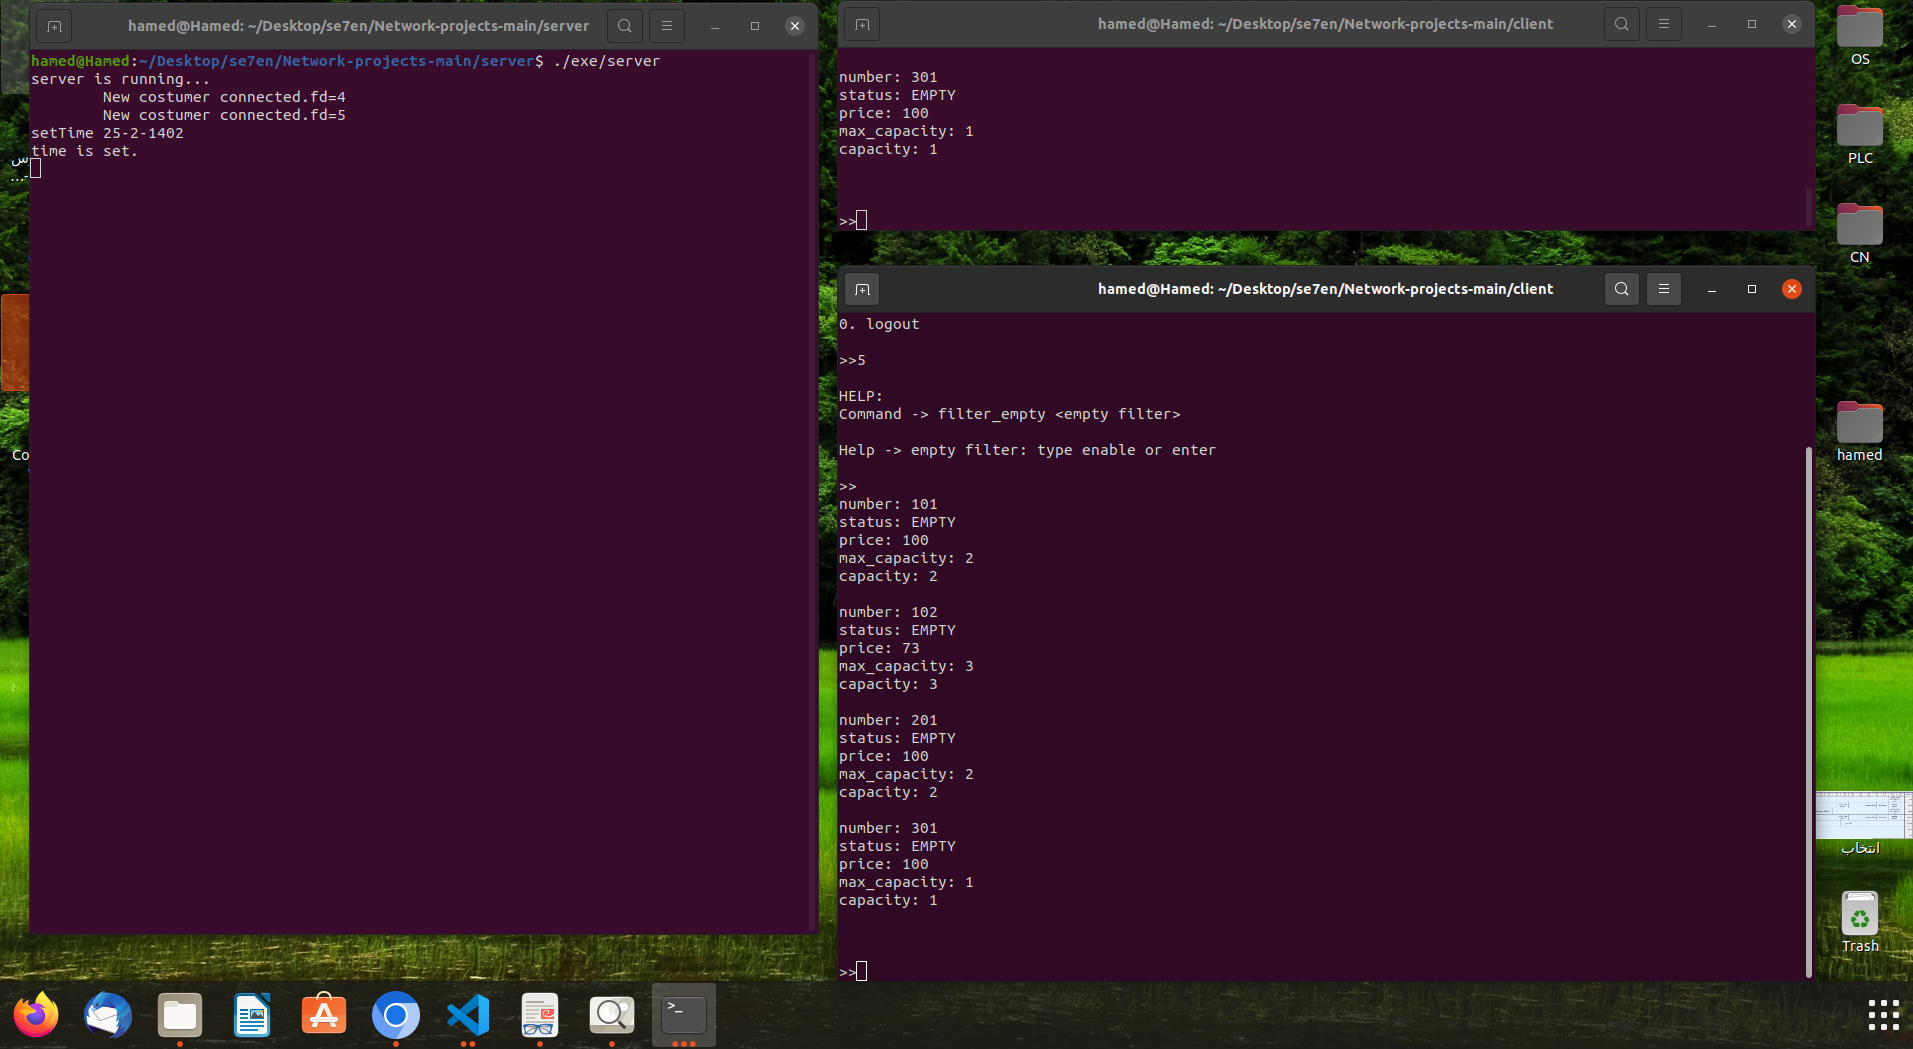 hamed@Hamed: ~/Desktop/se7en/Network-projects-main/server
hamed@Hamed:~/Desktop/se7en/Network-projects-main/server$ ./exe/server
server is running...
New costumer connected.fd=4
New costumer connected.fd=5
setTime 25-2-1402
time is set.
hamed@Hamed: ~/Desktop/se7en/Network-projects-main/client
number: 301
status: EMPTY
price: 100
max_capacity: 1
capacity: 1
>>
hamed@Hamed: ~/Desktop/se7en/Network-projects-main/client
0. logout
>>5
HELP:
Command -> filter_empty <empty filter>
Help -> empty filter: type enable or enter
>>
number: 101
status: EMPTY
price: 100
max_capacity: 2
capacity: 2
number: 102
status: EMPTY
price: 73
max_capacity: 3
capacity: 3
number: 201
status: EMPTY
price: 100
max_capacity: 2
capacity: 2
number: 301
status: EMPTY
price: 100
max_capacity: 1
capacity: 1
>>
OS
PLC
CN
hamed
انتخاب
Trash
Co